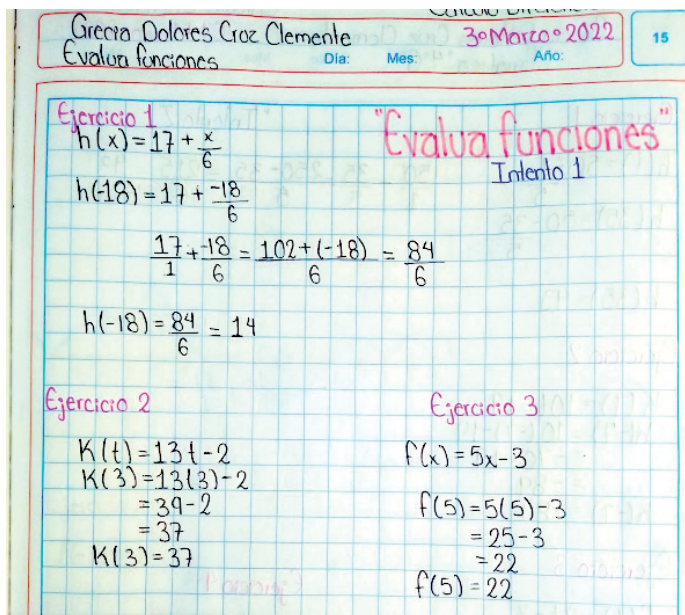 Grecia Dolores Croz Clemente 3°Marzo°2022 15
Evalua funciones Día: Mes: Año:
Ejercicio 1 "Evalua funciones"
h(x)=17+x/6 Intento 1
h(-18)=17+-18/6
17/1+-18/6=102+(-18)/6=84/6
h(-18)=84/6=14
Ejercicio 2
K(t)=13t-2
K(3)=13(3)-2
=39-2
=37
K(3)=37
Ejercicio 3
f(x)=5x-3
f(5)=5(5)-3
=25-3
=22
f(5)=22